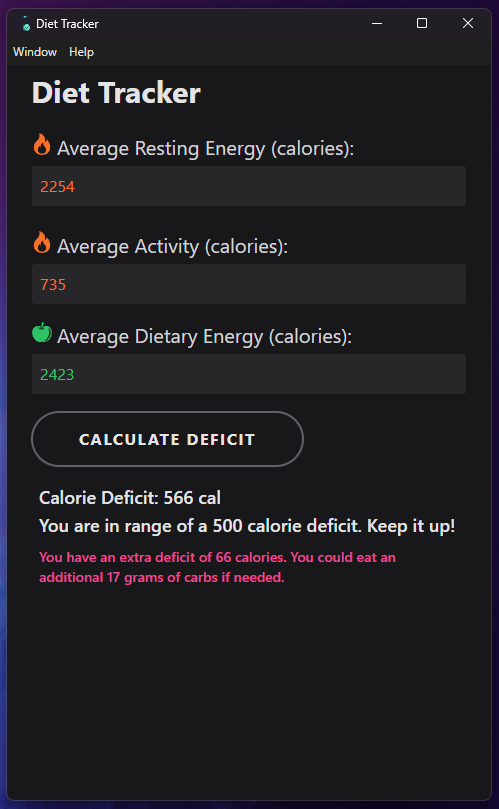 Diet Tracker
Window Help
Diet Tracker
Average Resting Energy (calories):
2254
Average Activity (calories):
735
Average Dietary Energy (calories):
2423
CALCULATE DEFICIT
Calorie Deficit: 566 cal
You are in range of a 500 calorie deficit. Keep it up!
You have an extra deficit of 66 calories. You could eat an
additional 17 grams of carbs if needed.